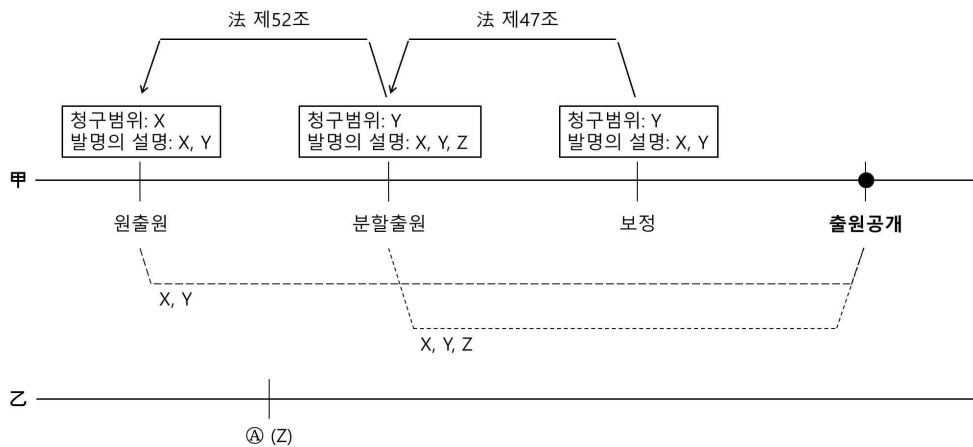 法 제52조 法 제47조
청구범위: X 청구범위: Y 청구범위: Y
발명의 설명: X, Y 발명의 설명: X, Y, Z 발명의 설명: X, Y
甲
원출원 분할출원 보정 출원공개
X, Y
X, Y, Z
乙
Ⓐ (Z)